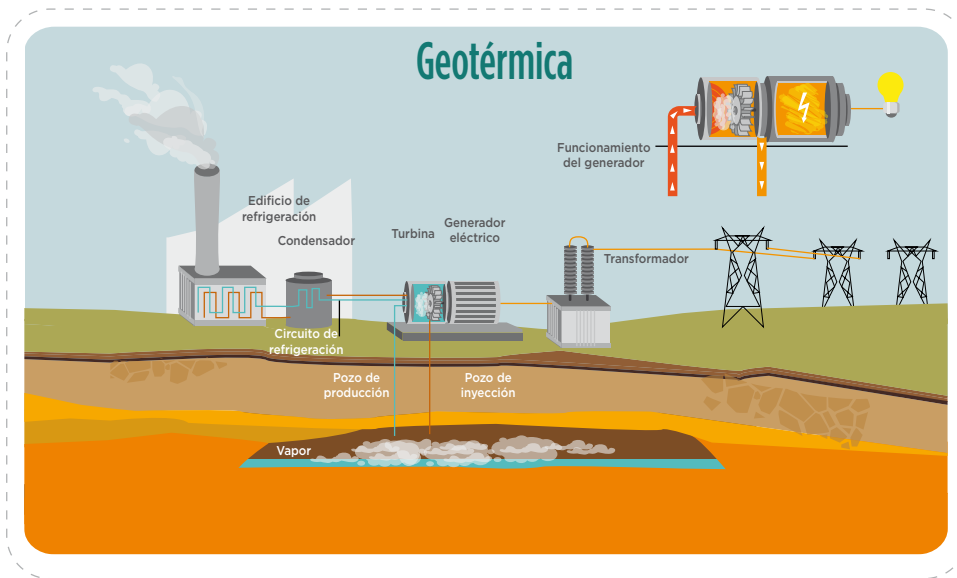 Geotérmica
Funcionamiento
del generador
Edificio de
refrigeración
Condensador
Turbina
Generador
eléctrico
Transformador
Circuito de
refrigeración
Pozo de
producción
Pozo de
inyección
Vapor